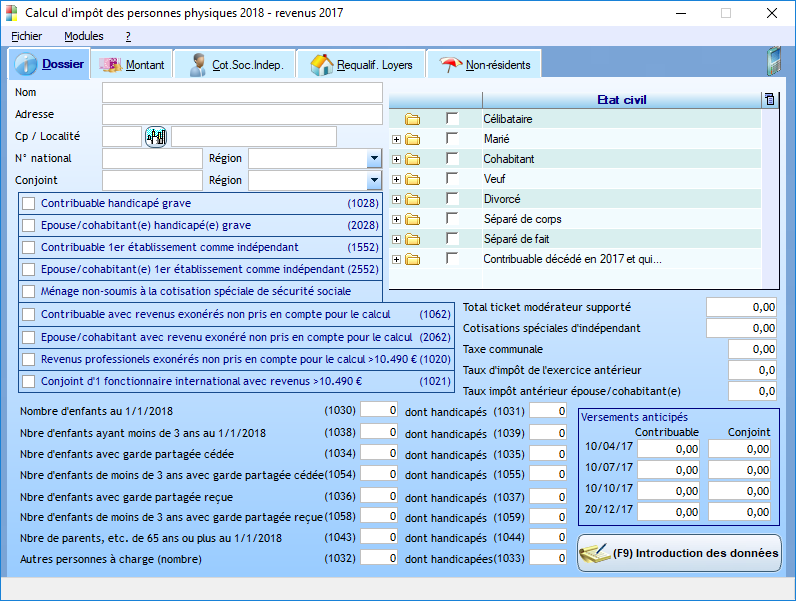 Calcul d'impôt des personnes physiques 2018 - revenus 2017
Fichier Modules ?
Dossier Montant Cot.Soc.Indep. Requalif. Loyers Non-résidents
Nom
Adresse
Cp / Localité
N° national Région
Conjoint Région
Etat civil
Célibataire
Marié
Cohabitant
Veuf
Divorcé
Séparé de corps
Séparé de fait
Contribuable décédé en 2017 et qui...
Contribuable handicapé grave (1028)
Epouse/cohabitant(e) handicapé(e) grave (2028)
Contribuable 1er établissement comme indépendant (1552)
Epouse/cohabitant(e) 1er établissement comme indépendant (2552)
Ménage non-soumis à la cotisation spéciale de sécurité sociale
Contribuable avec revenus exonérés non pris en compte pour le calcul (1062)
Epouse/cohabitant avec revenu exonéré non pris en compte pour le calcul (2062)
Revenus professionels exonérés non pris en compte pour le calcul >10.490 € (1020)
Conjoint d'1 fonctionnaire international avec revenus >10.490 € (1021)
Total ticket modérateur supporté 0,00
Cotisations spéciales d'indépendant 0,00
Taxe communale 0,00
Taux d'impôt de l'exercice antérieur 0,0
Taux impôt antérieur épouse/cohabitant(e) 0,0
Nombre d'enfants au 1/1/2018 (1030) 0 dont handicapés (1031) 0
Nbre d'enfants ayant moins de 3 ans au 1/1/2018 (1038) 0 dont handicapés (1039) 0
Nbre d'enfants avec garde partagée cédée (1034) 0 dont handicapés (1035) 0
Nbre d'enfants de moins de 3 ans avec garde partagée cédée (1054) 0 dont handicapés (1055) 0
Nbre d'enfants avec garde partagée reçue (1036) 0 dont handicapés (1037) 0
Nbre d'enfants de moins de 3 ans avec garde partagée reçue (1058) 0 dont handicapés (1059) 0
Nbre de parents, etc. de 65 ans ou plus au 1/1/2018 (1043) 0 dont handicapés (1044) 0
Autres personnes à charge (nombre) (1032) 0 dont handicapées(1033) 0
Versements anticipés
Contribuable Conjoint
10/04/17 0,00 0,00
10/07/17 0,00 0,00
10/10/17 0,00 0,00
20/12/17 0,00 0,00
(F9) Introduction des données